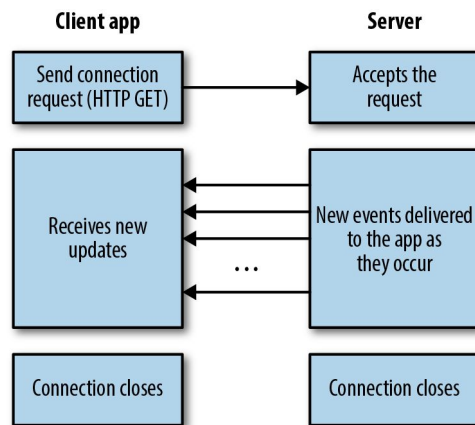 Client app
Server
Send connection
request (HTTP GET)
Accepts the
request
Receives new
updates
New events delivered
to the app as
they occur
...
Connection closes
Connection closes